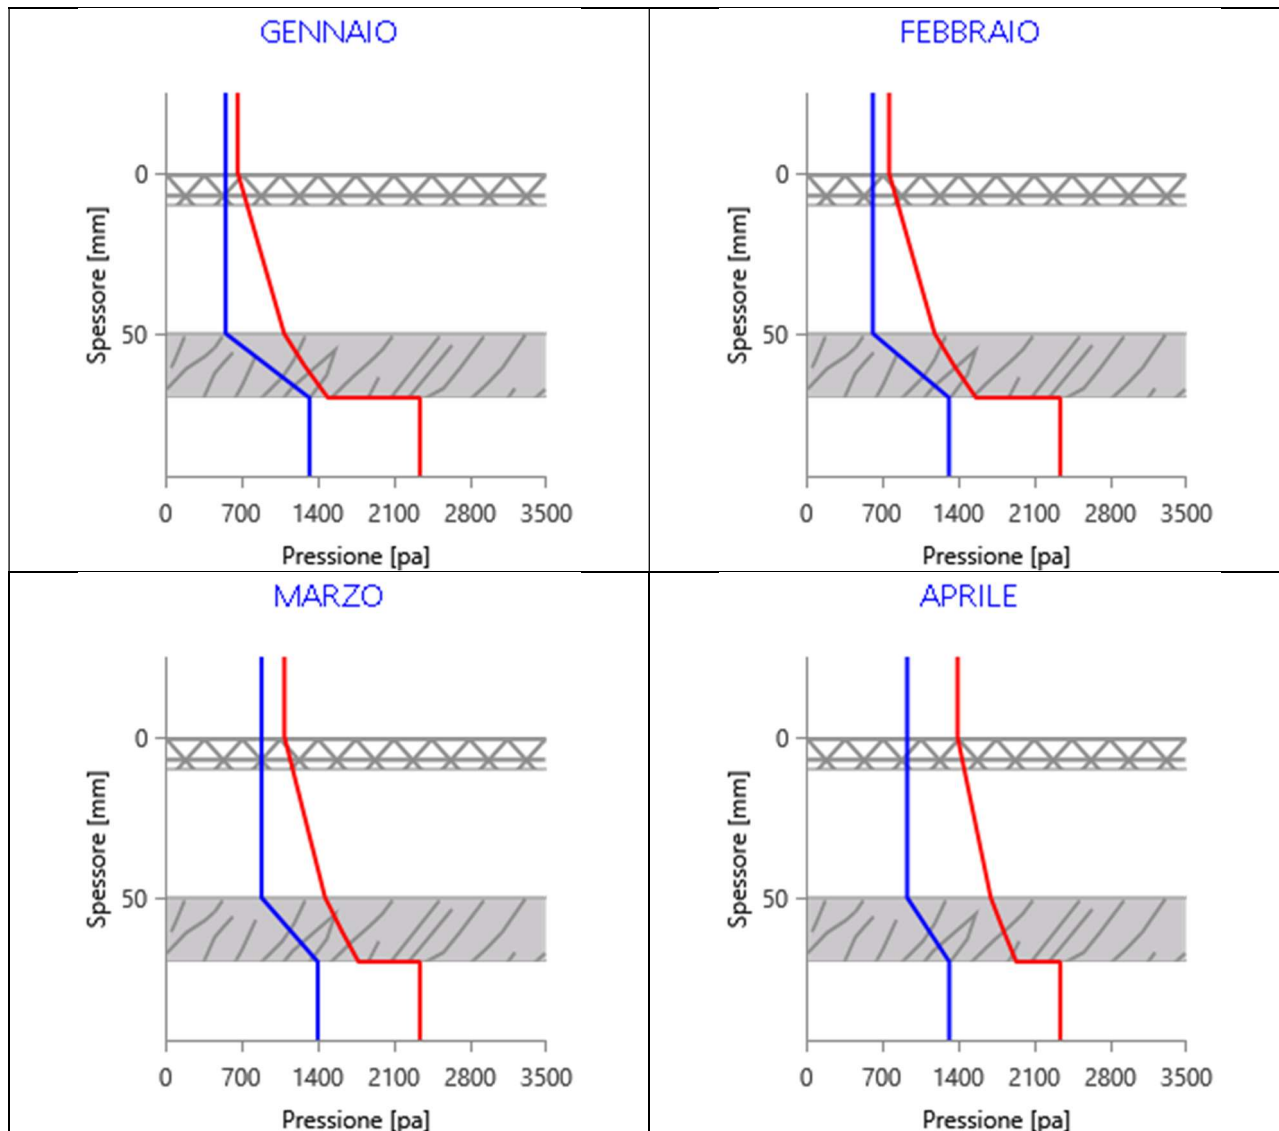 GENNAIO
0
50
Spessore [mm]
0 700 1400 2100 2800 3500
Pressione [pa]
FEBBRAIO
0
50
Spessore [mm]
0 700 1400 2100 2800 3500
Pressione [pa]
MARZO
0
50
Spessore [mm]
0 700 1400 2100 2800 3500
Pressione [pa]
APRILE
0
50
Spessore [mm]
0 700 1400 2100 2800 3500
Pressione [pa]